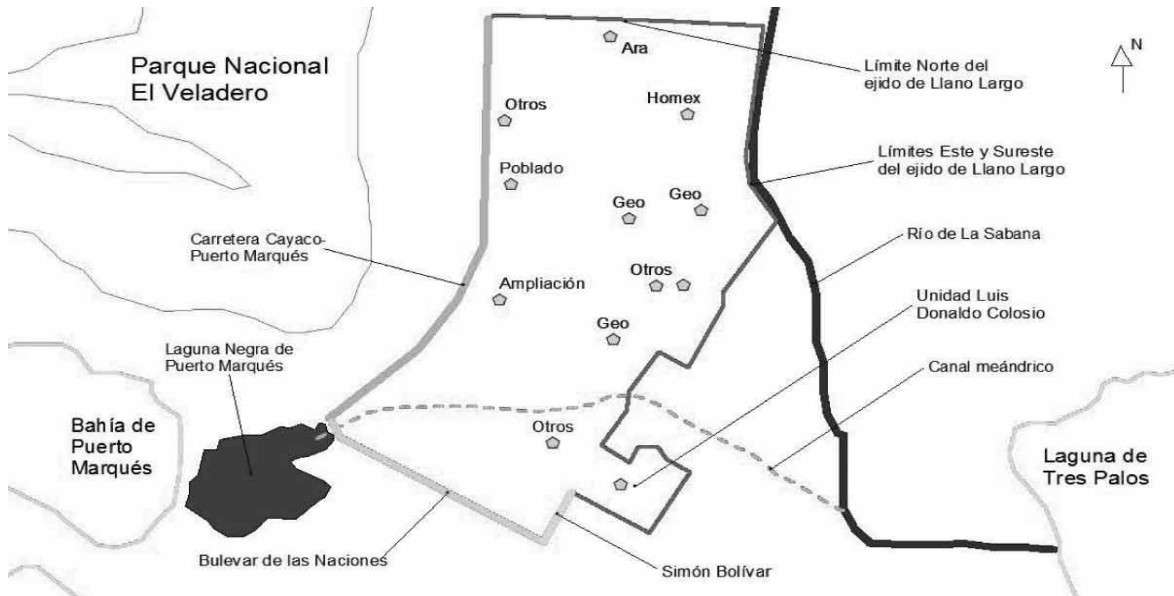 Parque Nacional
El Veladero
Ara
N
Límite Norte del
ejido de Llano Largo
Otros
Homex
Límites Este y Sureste
del ejido de Llano Largo
Poblado
Geo
Geo
Carretera Cayaco-
Puerto Marqués
Río de La Sabana
Ampliación
Otros
Unidad Luis
Donaldo Colosio
Geo
Laguna Negra de
Puerto Marqués
Canal meándrico
Bahía de
Puerto
Marqués
Otros
Laguna de
Tres Palos
Bulevar de las Naciones
Simón Bolívar